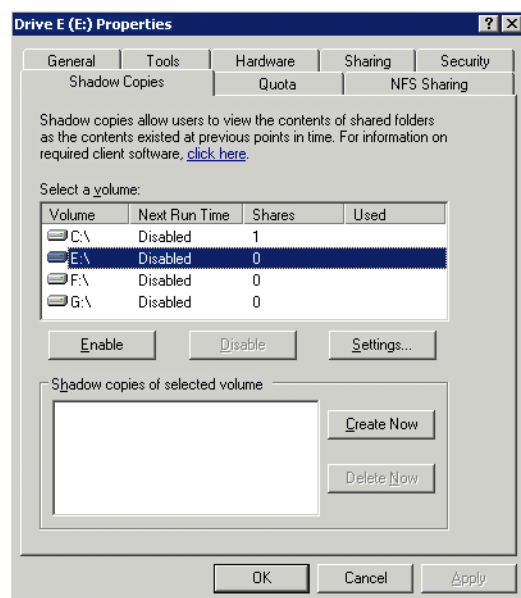 Drive E (E:) Properties
General Tools Hardware Sharing Security
Shadow Copies Quota NFS Sharing
Shadow copies allow users to view the contents of shared folders
as the contents existed at previous points in time. For information on
required client software, click here.
Select a volume:
Volume Next Run Time Shares Used
C:\ Disabled 1
E:\ Disabled 0
F:\ Disabled 0
G:\ Disabled 0
Enable Disable Settings...
Shadow copies of selected volume
Create Now
Delete Now
OK Cancel Apply